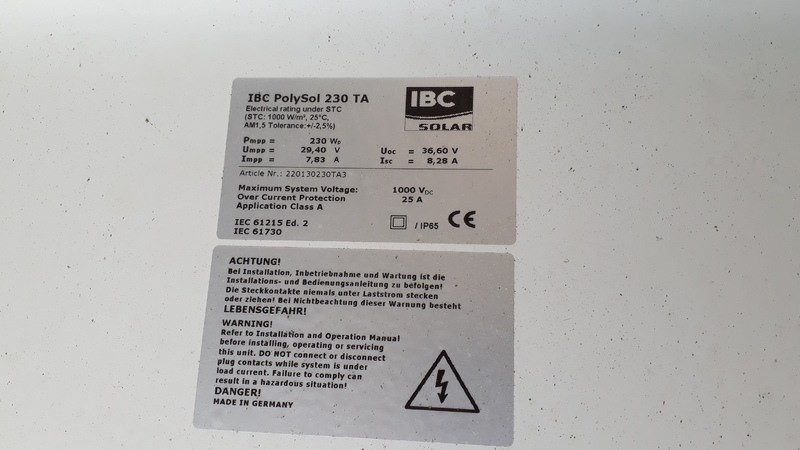 IBC PolySol 230 TA
Electrical rating under STC
(STC: 1000 W/m², 25°C,
AM1,5 Tolerance:+/-2,5%)
IBC
SOLAR
Pmpp = 230 Wp
Umpp = 29,40 V
Impp = 7,83 A
Uoc = 36,60 V
Isc = 8,28 A
Article Nr.: 220130230TA3
Maximum System Voltage: 1000 VDC
Over Current Protection 25 A
Application Class A
IEC 61215 Ed. 2
IEC 61730
/ IP65 CE
ACHTUNG!
Bei Installation, Inbetriebnahme und Wartung ist die
Installations- und Bedienungsanleitung zu befolgen!
Die Steckkontakte niemals unter Laststrom stecken
oder ziehen! Bei Nichtbeachtung dieser Warnung besteht
LEBENSGEFAHR!
WARNING!
Refer to Installation and Operation Manual
before installing, operating or servicing
this unit. DO NOT connect or disconnect
plug contacts while system is under
load current. Failure to comply can
result in a hazardous situation!
DANGER!
MADE IN GERMANY